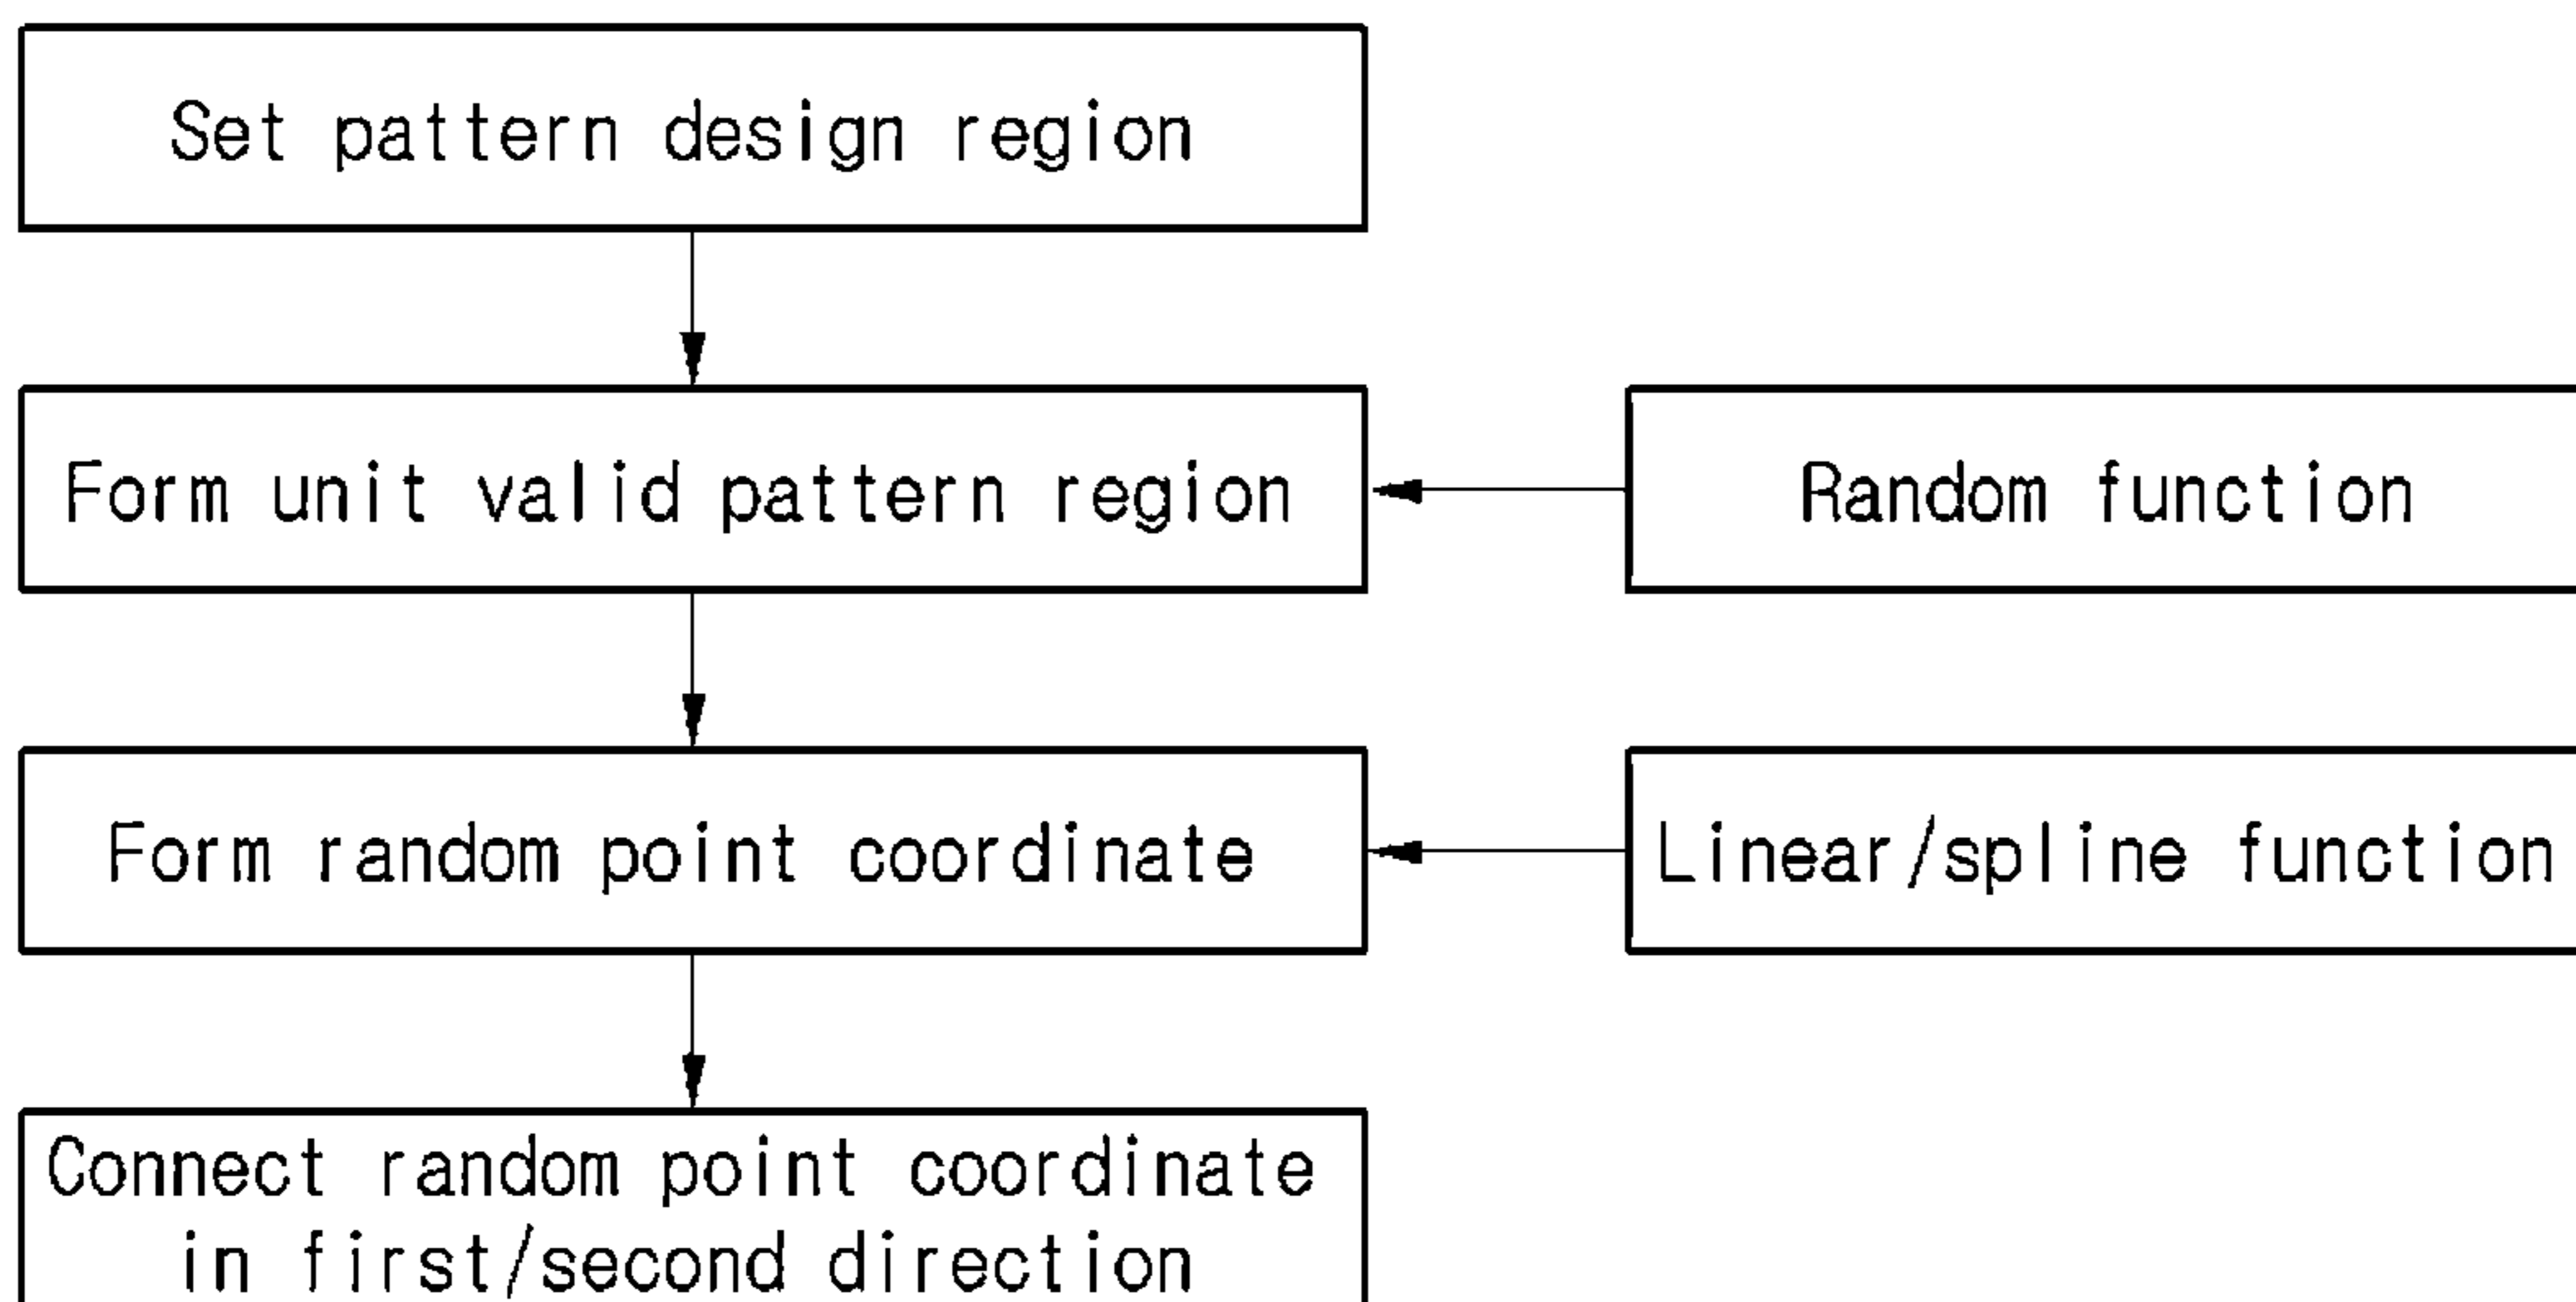 Set pattern design region
Form unit valid pattern region
Random function
Form random point coordinate
Linear/spline function
Connect random point coordinate
in first/second direction